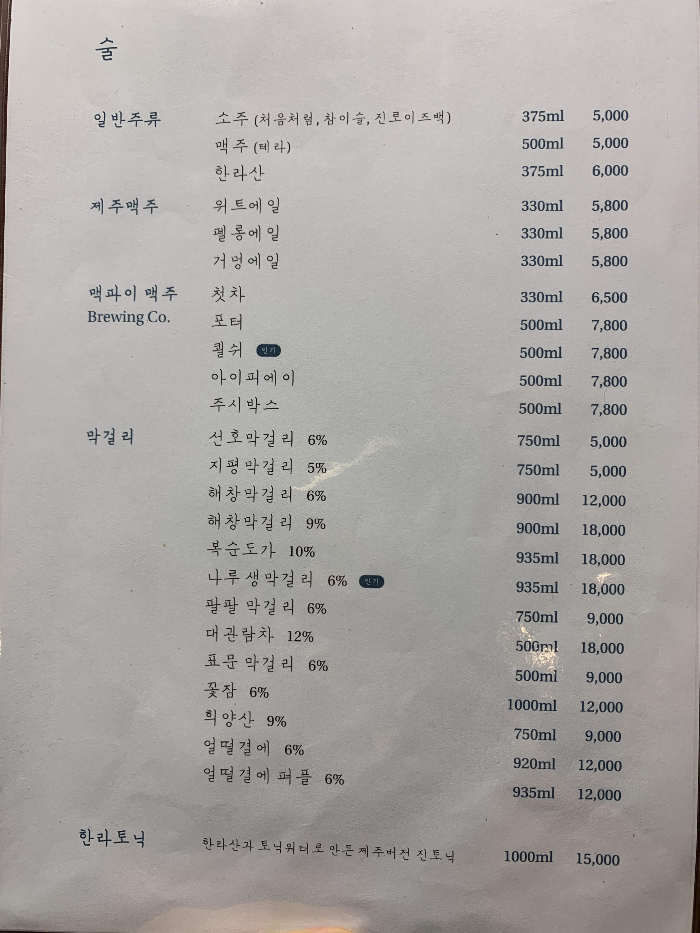 술
일반주류 소주 (처음처럼, 참이슬, 진로이즈백) 375ml 5,000
맥주 (테라) 500ml 5,000
한라산 375ml 6,000
제주맥주 위트에일 330ml 5,800
펠롱에일 330ml 5,800
거멍에일 330ml 5,800
맥파이 맥주 첫차 330ml 6,500
Brewing Co. 포터 500ml 7,800
쾰쉬 인기 500ml 7,800
아이피에이 500ml 7,800
주시박스 500ml 7,800
막걸리 선호막걸리 6% 750ml 5,000
지평막걸리 5% 750ml 5,000
해창막걸리 6% 900ml 12,000
해창막걸리 9% 900ml 18,000
복순도가 10% 935ml 18,000
나루 생막걸리 6% 인기 935ml 18,000
팔팔 막걸리 6% 750ml 9,000
대관람차 12% 500ml 18,000
표문 막걸리 6% 500ml 9,000
꽃잠 6% 1000ml 12,000
희양산 9% 750ml 9,000
얼떨결에 6% 920ml 12,000
얼떨결에 퍼플 6% 935ml 12,000
한라토닉 한라산과 토닉워터로 만든 제주버전 진토닉 1000ml 15,000